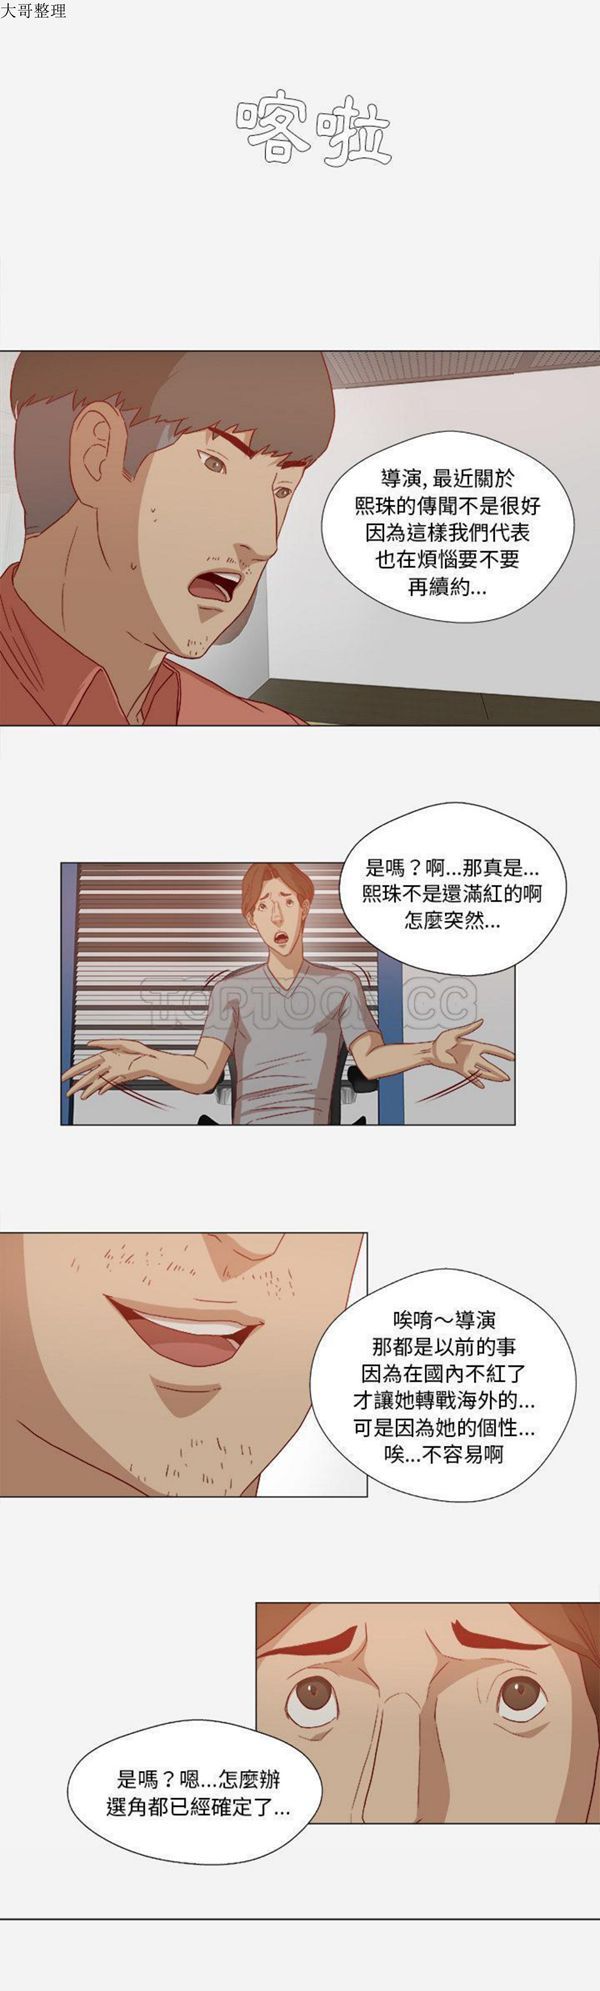 大哥整理
喀啦
導演, 最近關於
熙珠的傳聞不是很好
因為這樣我們代表
也在煩惱要不要
再續約...
是嗎？啊...那真是...
熙珠不是還滿紅的啊
怎麼突然...
TOPTOON.CC
唉唷～導演
那都是以前的事
因為在國內不紅了
才讓她轉戰海外的...
可是因為她的個性...
唉...不容易啊
是嗎？嗯...怎麼辦
選角都已經確定了...